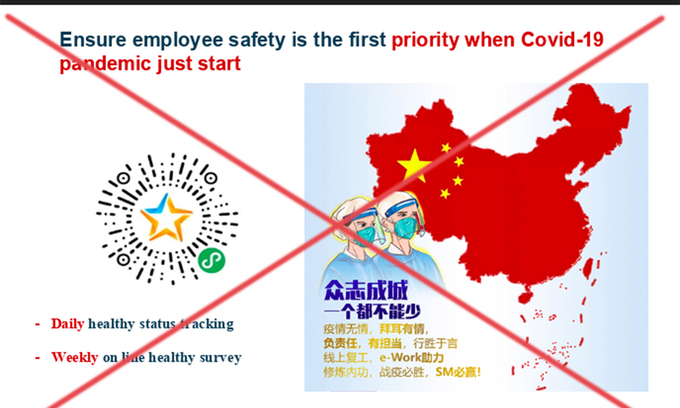 Ensure employee safety is the first priority when Covid-19
pandemic just start
- Daily healthy status tracking
- Weekly on line healthy survey
众志成城
一个都不能少
疫情无情，拜耳有情，
负责任，有担当，行胜于言
线上复工，e-Work助力
修炼内功，战疫必胜，SM必赢！